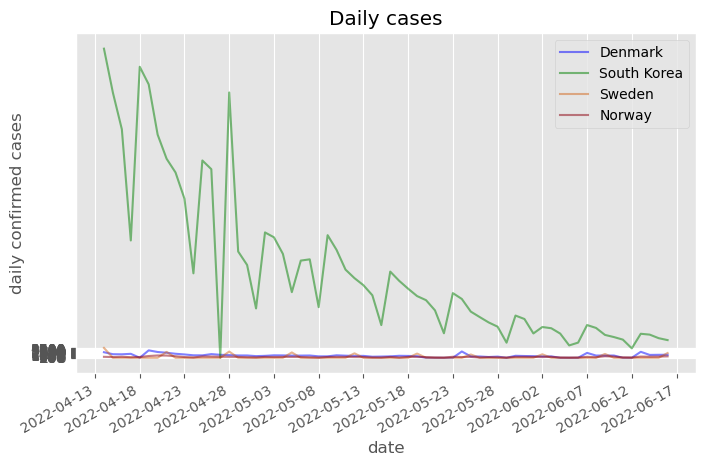 Daily cases
daily confirmed cases
Denmark
South Korea
Sweden
Norway
2022-04-13
2022-04-18
2022-04-23
2022-04-28
2022-05-03
2022-05-08
2022-05-13
2022-05-18
2022-05-23
2022-05-28
2022-06-02
2022-06-07
2022-06-12
2022-06-17
date